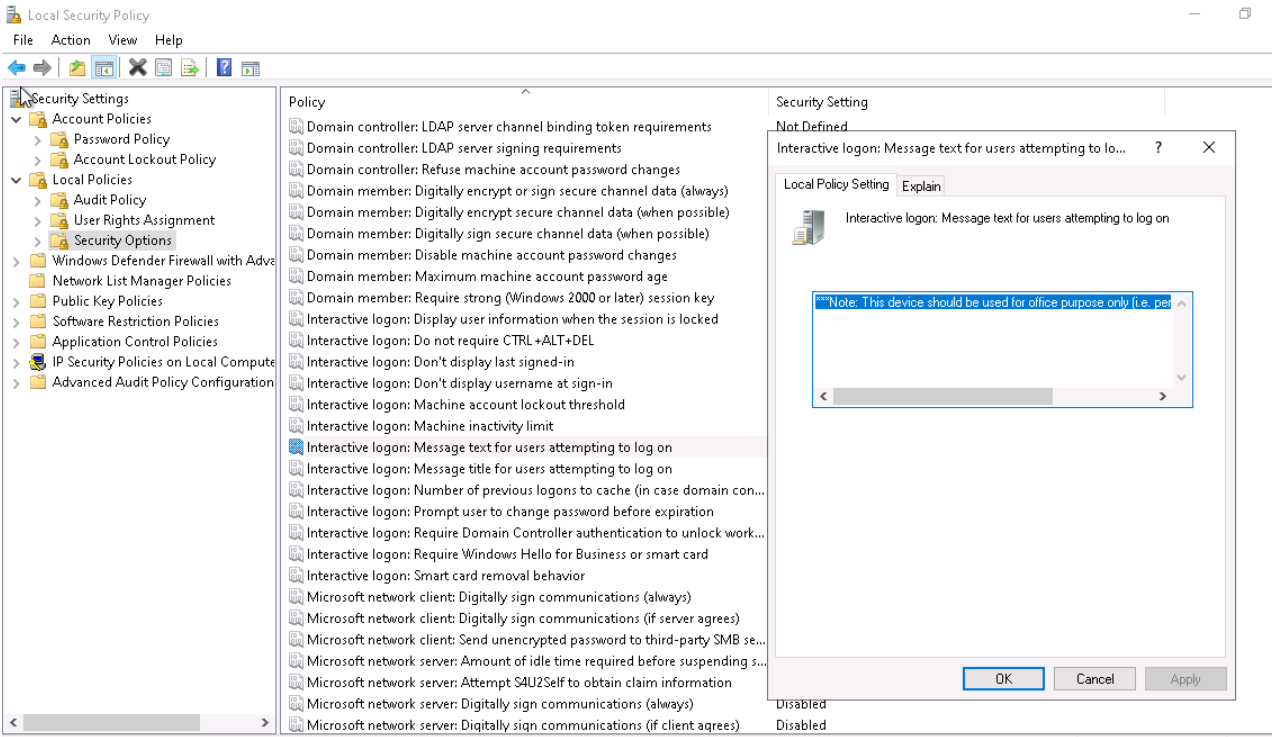 Local Security Policy
File Action View Help
Security Settings
Account Policies
Password Policy
Account Lockout Policy
Local Policies
Audit Policy
User Rights Assignment
Security Options
Windows Defender Firewall with Adva
Network List Manager Policies
Public Key Policies
Software Restriction Policies
Application Control Policies
IP Security Policies on Local Compute
Advanced Audit Policy Configuration
Policy Security Setting
Domain controller: LDAP server channel binding token requirements Not Defined
Domain controller: LDAP server signing requirements
Domain controller: Refuse machine account password changes
Domain member: Digitally encrypt or sign secure channel data (always)
Domain member: Digitally encrypt secure channel data (when possible)
Domain member: Digitally sign secure channel data (when possible)
Domain member: Disable machine account password changes
Domain member: Maximum machine account password age
Domain member: Require strong (Windows 2000 or later) session key
Interactive logon: Display user information when the session is locked
Interactive logon: Do not require CTRL+ALT+DEL
Interactive logon: Don't display last signed-in
Interactive logon: Don't display username at sign-in
Interactive logon: Machine account lockout threshold
Interactive logon: Machine inactivity limit
Interactive logon: Message text for users attempting to log on
Interactive logon: Message title for users attempting to log on
Interactive logon: Number of previous logons to cache (in case domain con...
Interactive logon: Prompt user to change password before expiration
Interactive logon: Require Domain Controller authentication to unlock work...
Interactive logon: Require Windows Hello for Business or smart card
Interactive logon: Smart card removal behavior
Microsoft network client: Digitally sign communications (always)
Microsoft network client: Digitally sign communications (if server agrees)
Microsoft network client: Send unencrypted password to third-party SMB se...
Microsoft network server: Amount of idle time required before suspending s...
Microsoft network server: Attempt S4U2Self to obtain claim information
Microsoft network server: Digitally sign communications (always) Disabled
Microsoft network server: Digitally sign communications (if client agrees) Disabled
Interactive logon: Message text for users attempting to lo... ?
Local Policy Setting Explain
Interactive logon: Message text for users attempting to log on
***Note: This device should be used for office purpose only (i.e. per
OK Cancel Apply